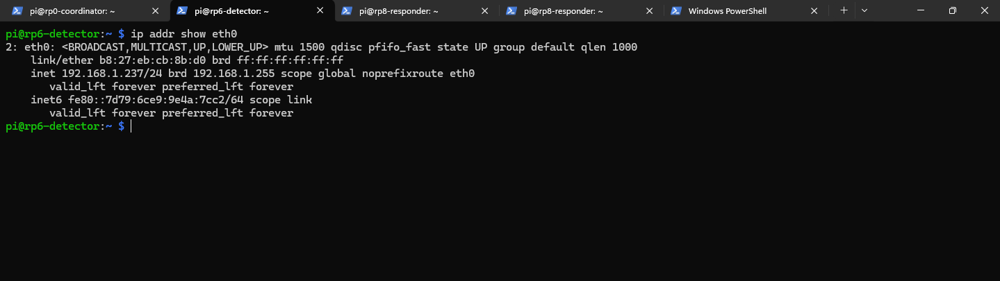 pi@rp0-coordinator: ~
pi@rp6-detector: ~
pi@rp8-responder: ~
pi@rp8-responder: ~
Windows PowerShell
pi@rp6-detector:~ $ ip addr show eth0
2: eth0: <BROADCAST,MULTICAST,UP,LOWER_UP> mtu 1500 qdisc pfifo_fast state UP group default qlen 1000
    link/ether b8:27:eb:cb:8b:d0 brd ff:ff:ff:ff:ff:ff
    inet 192.168.1.237/24 brd 192.168.1.255 scope global noprefixroute eth0
       valid_lft forever preferred_lft forever
    inet6 fe80::7d79:6ce9:9e4a:7cc2/64 scope link
       valid_lft forever preferred_lft forever
pi@rp6-detector:~ $